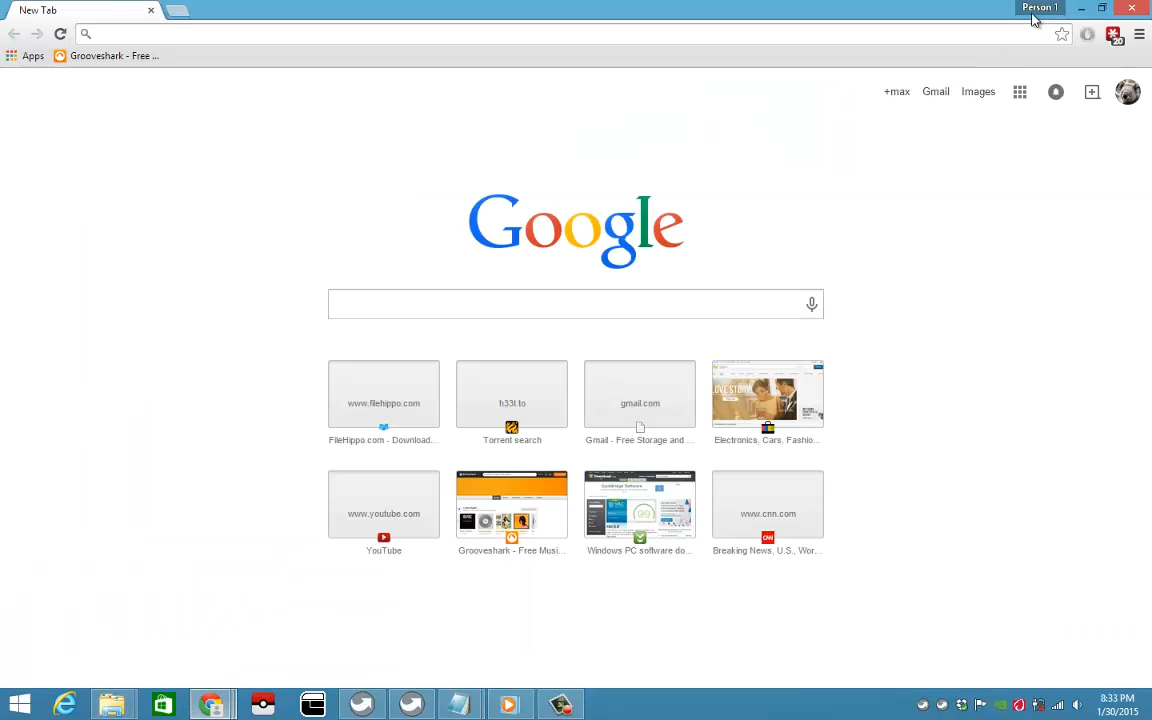 New Tab
Person 1
Apps
Grooveshark - Free ...
20
+max Gmail Images
Google
www.filehippo.com
h33t.to
gmail.com
FileHippo.com - Download...
Torrent search
Gmail - Free Storage and ...
Electronics, Cars, Fashio...
www.youtube.com
www.cnn.com
YouTube
Grooveshark - Free Musi...
Windows PC software do...
Breaking News, U.S., Wor...
8:33 PM
1/30/2015